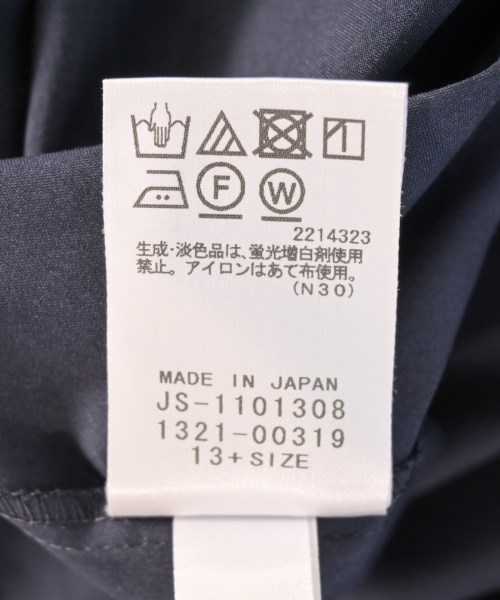 F W
2214323
生成・淡色品は、蛍光増白剤使用
禁止。アイロンはあて布使用。
(N30)
MADE IN JAPAN
JS-1101308
1321-00319
13+SIZE